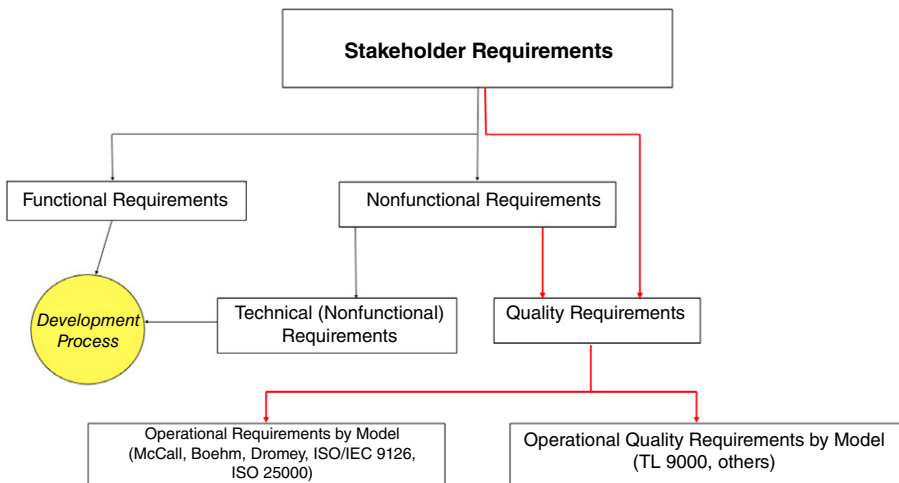 Stakeholder Requirements
Functional Requirements
Nonfunctional Requirements
Development
Process
Technical (Nonfunctional)
Requirements
Quality Requirements
Operational Requirements by Model
(McCall, Boehm, Dromey, ISO/IEC 9126,
ISO 25000)
Operational Quality Requirements by Model
(TL 9000, others)